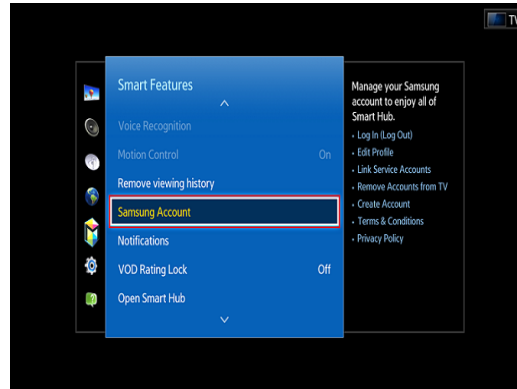 TV
Smart Features
Voice Recognition
Motion Control On
Remove viewing history
Samsung Account
Notifications
VOD Rating Lock Off
Open Smart Hub
Manage your Samsung
account to enjoy all of
Smart Hub.
• Log In (Log Out)
• Edit Profile
• Link Service Accounts
• Remove Accounts from TV
• Create Account
• Terms & Conditions
• Privacy Policy